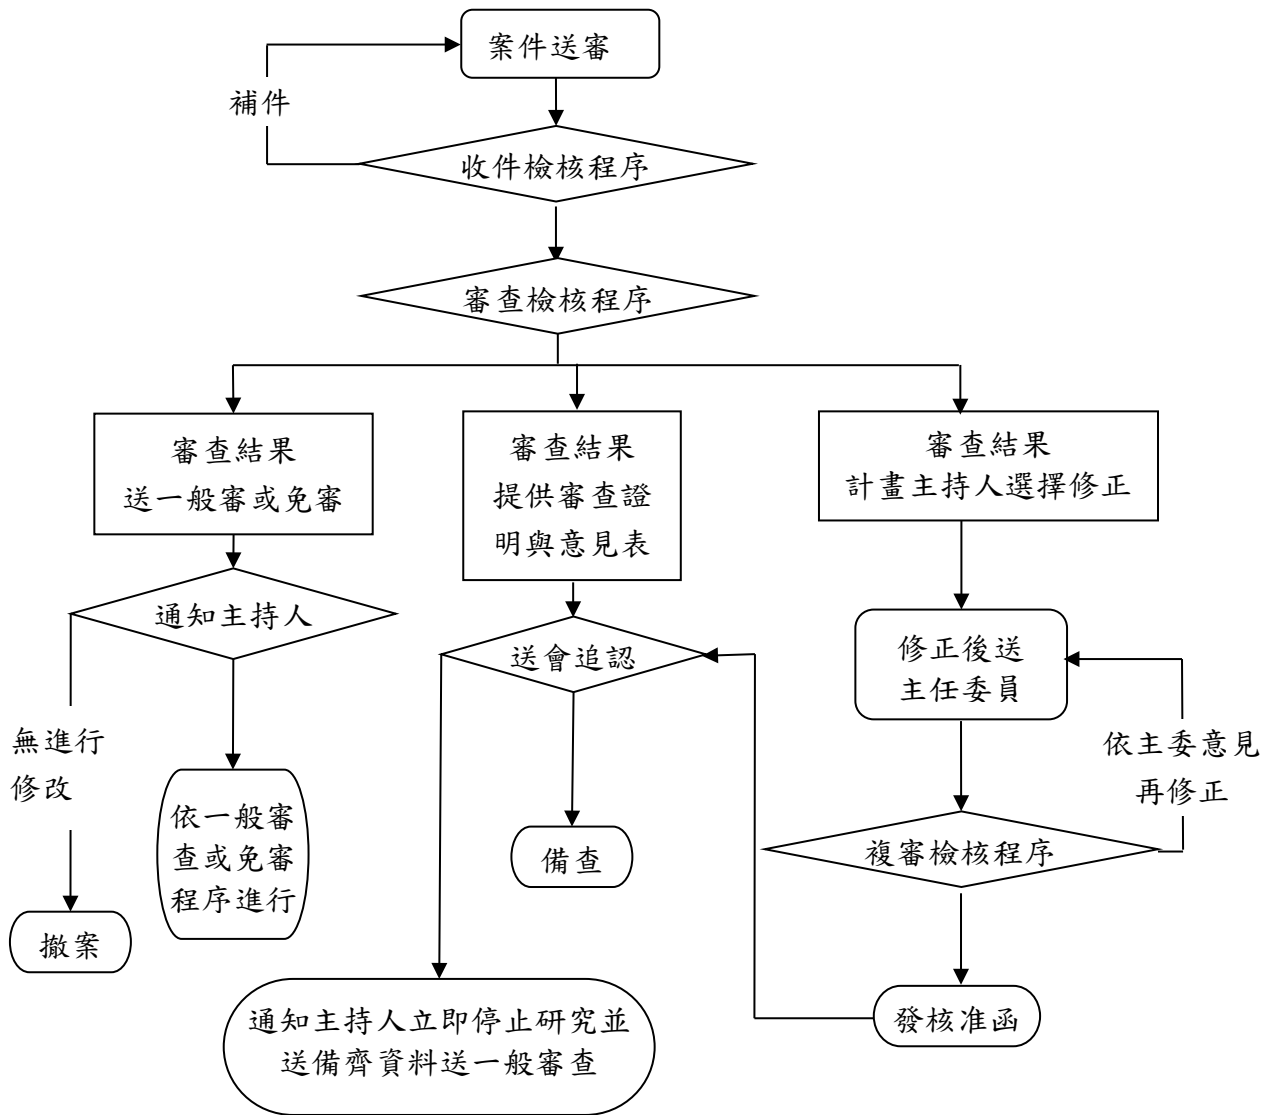 案件送審
補件
收件檢核程序
審查檢核程序
審查結果
送一般審或免審
審查結果
提供審查證
明與意見表
審查結果
計畫主持人選擇修正
通知主持人
送會追認
修正後送
主任委員
無進行
修改
依一般審
查或免審
程序進行
備查
依主委意見
再修正
複審檢核程序
撤案
通知主持人立即停止研究並
送備齊資料送一般審查
發核准函